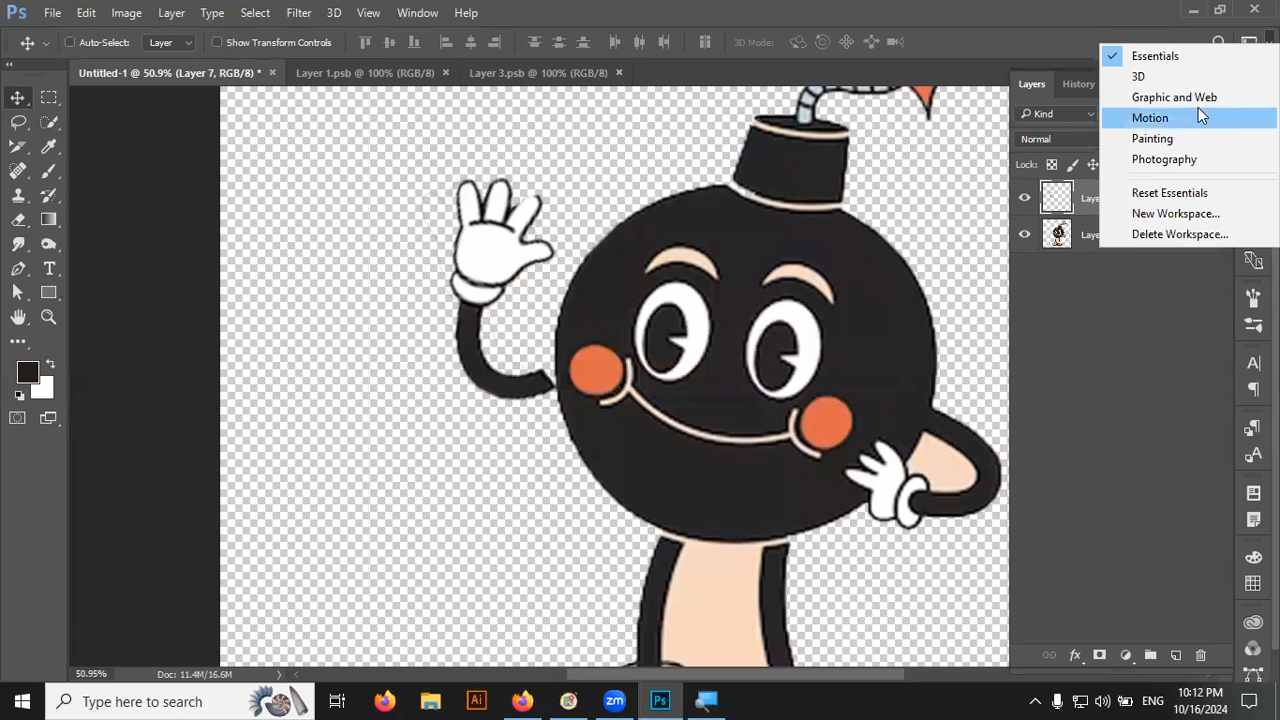 Ps File Edit Image Layer Type Select Filter 3D View Window Help
Auto-Select: Layer Show Transform Controls 3D Mode:
Untitled-1 @ 50.9% (Layer 7, RGB/8) * × Layer 1.psb @ 100% (RGB/8) × Layer 3.psb @ 100% (RGB/8) ×
Essentials
3D
Graphic and Web
Motion
Painting
Photography
Reset Essentials
New Workspace...
Delete Workspace...
Layers History
Kind
Normal
Lock:
50.95% Doc: 11.4M/16.6M
Type here to search
Ai zm Ps
ENG
10:12 PM
10/16/2024